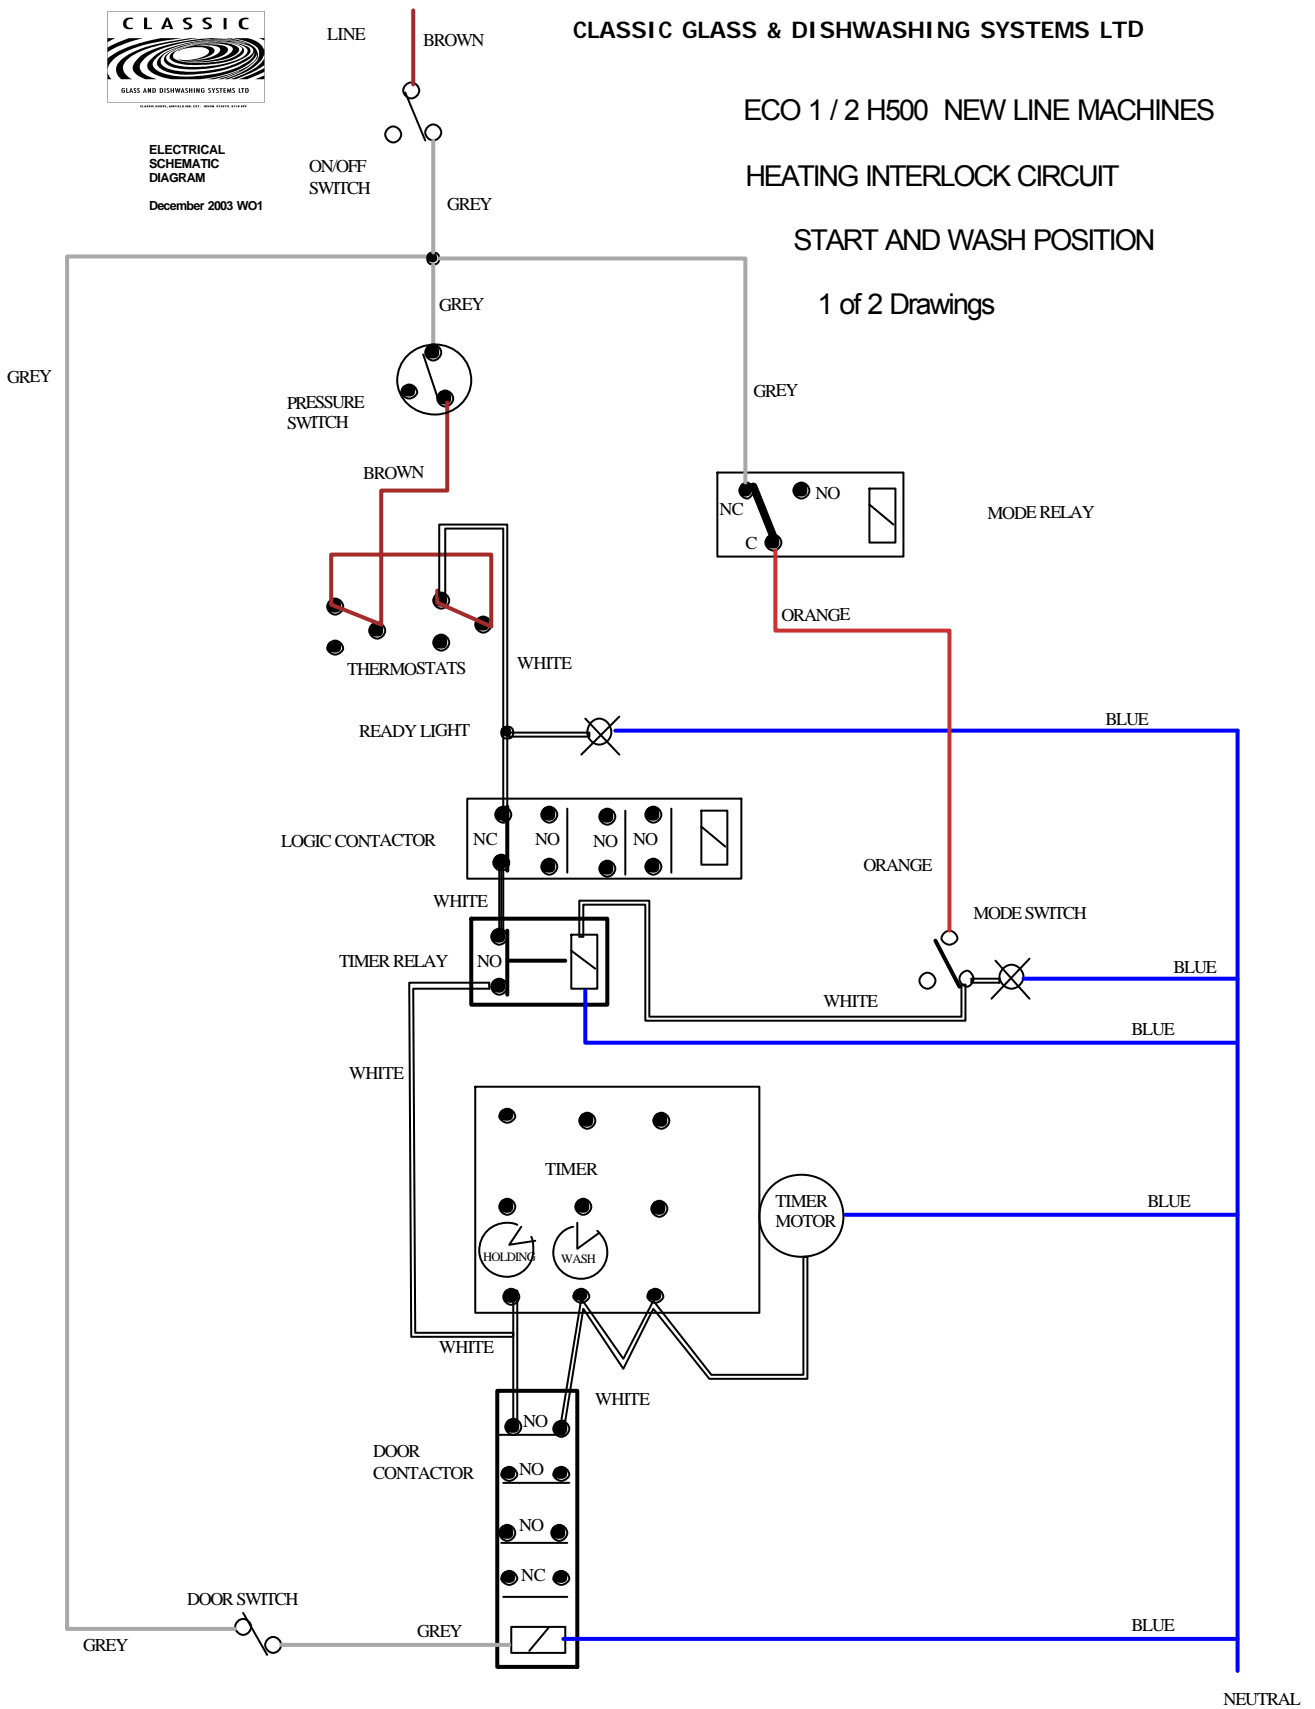 CLASSIC
GLASS AND DISHWASHING SYSTEMS LTD
ELECTRICAL
SCHEMATIC
DIAGRAM
December 2003 WO1
LINE
BROWN
CLASSIC GLASS & DISHWASHING SYSTEMS LTD
ECO 1 / 2 H500 NEW LINE MACHINES
HEATING INTERLOCK CIRCUIT
START AND WASH POSITION
1 of 2 Drawings
ON/OFF
SWITCH
GREY
GREY
GREY
PRESSURE
SWITCH
GREY
BROWN
NC
NO
C
MODE RELAY
ORANGE
THERMOSTATS
WHITE
READY LIGHT
BLUE
LOGIC CONTACTOR
NC
NO
NO
NO
ORANGE
WHITE
MODE SWITCH
TIMER RELAY
NO
BLUE
WHITE
BLUE
WHITE
TIMER
TIMER
MOTOR
BLUE
HOLDING
WASH
WHITE
WHITE
NO
DOOR
CONTACTOR
NO
NO
NC
DOOR SWITCH
GREY
GREY
BLUE
NEUTRAL